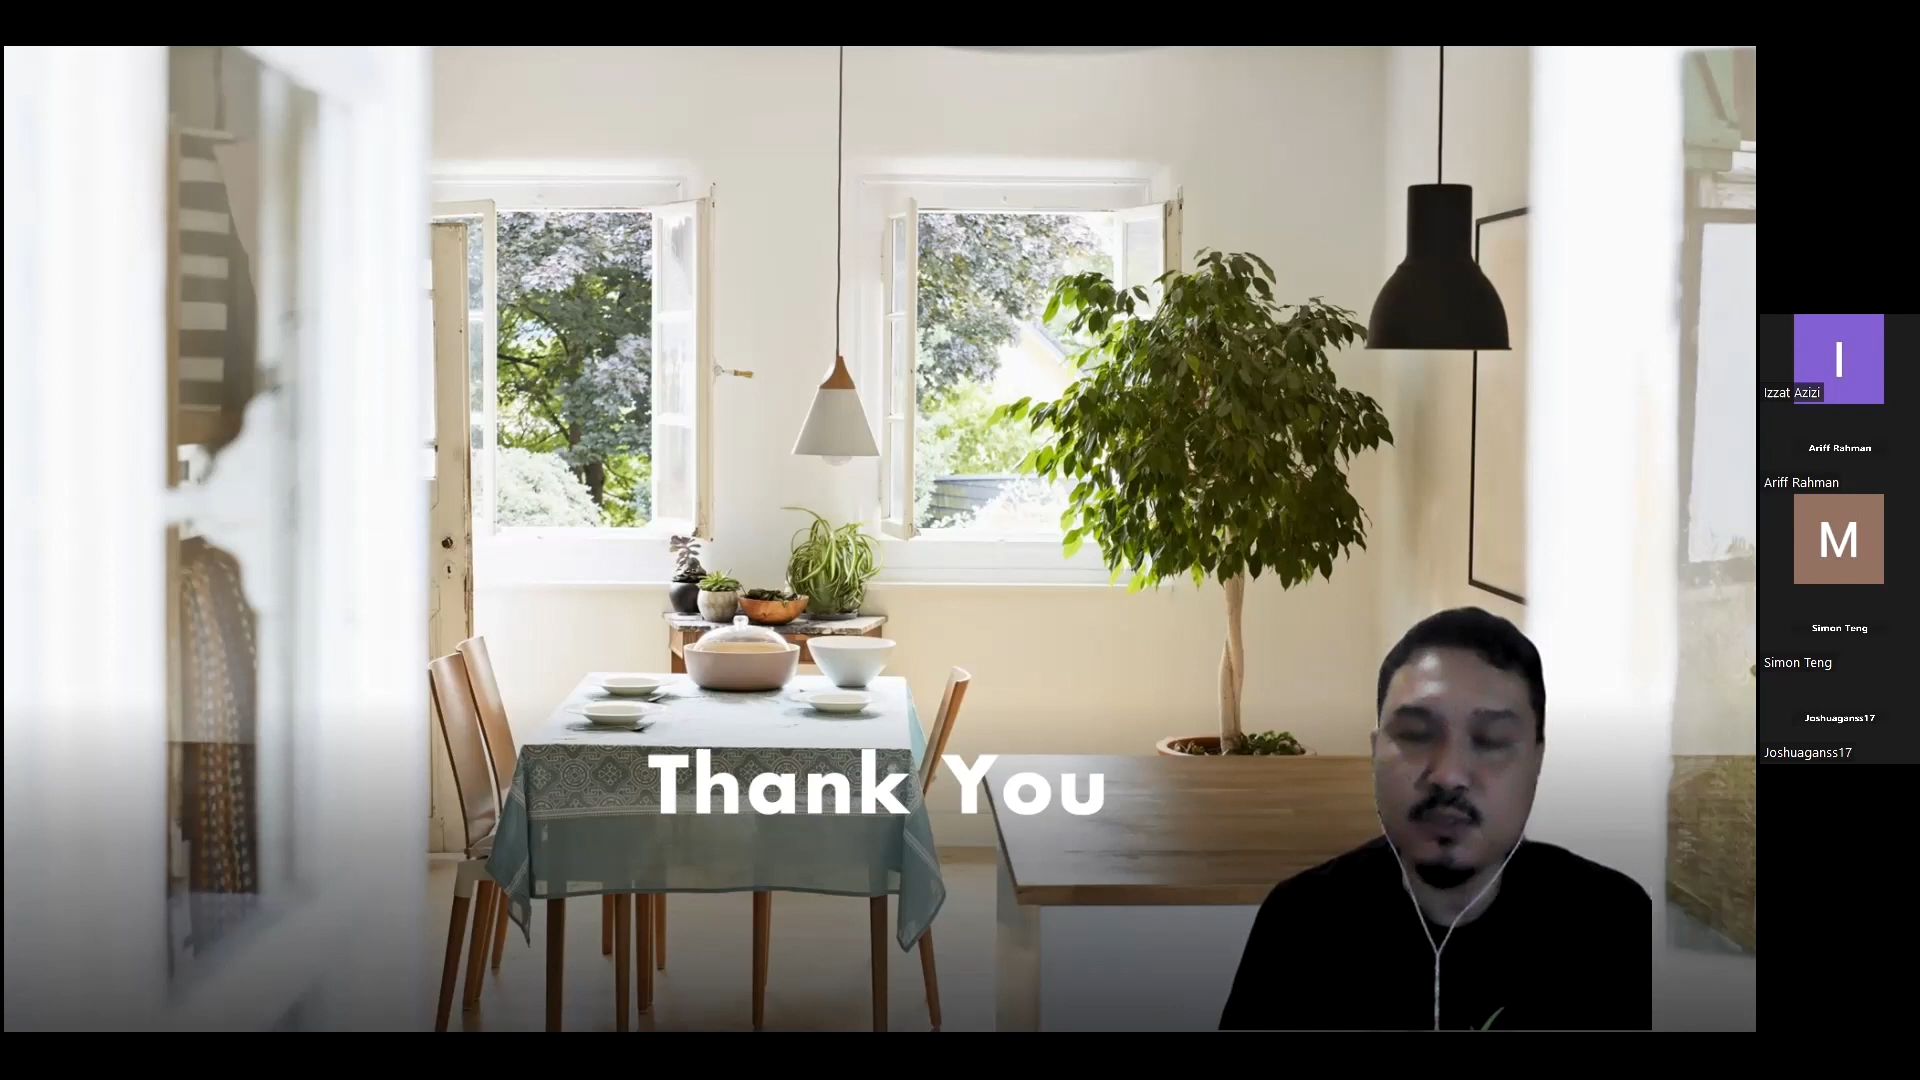 Thank You
I
Izzat Azizi
Ariff Rahman
Ariff Rahman
M
Simon Teng
Simon Teng
Joshuaganss17
Joshuaganss17